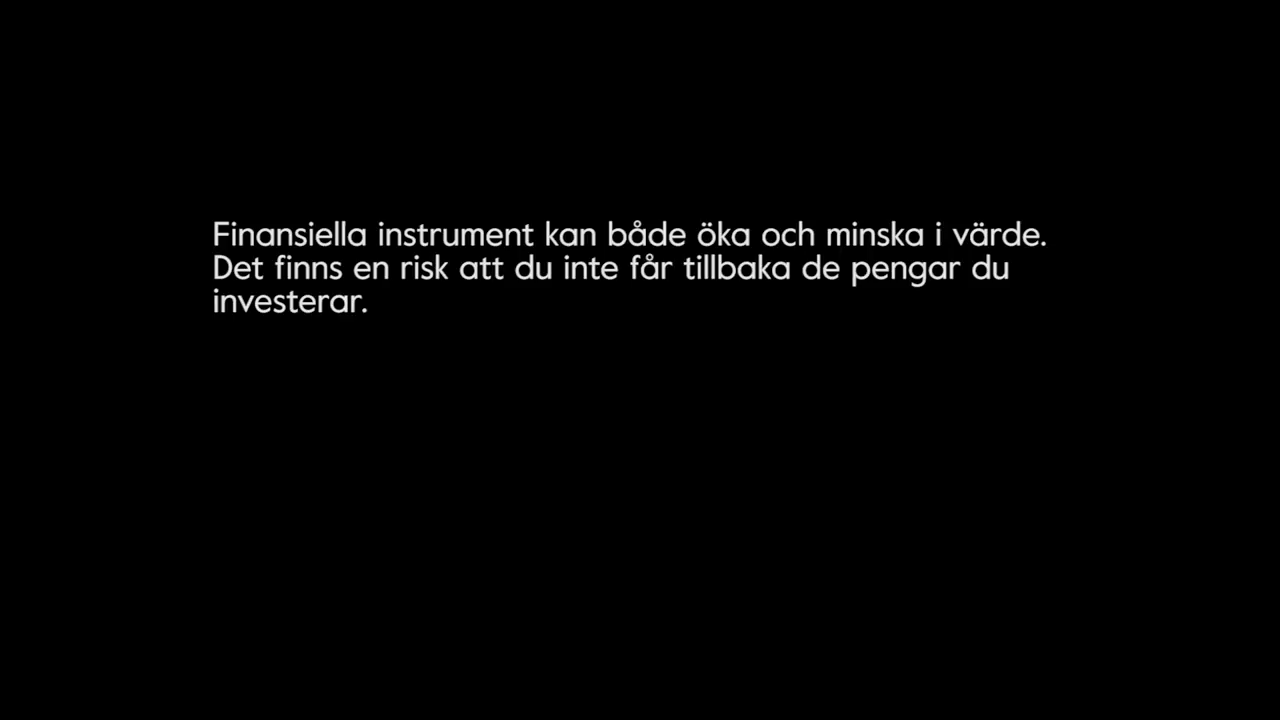 Finansiella instrument kan både öka och minska i värde.
Det finns en risk att du inte får tillbaka de pengar du
investerar.